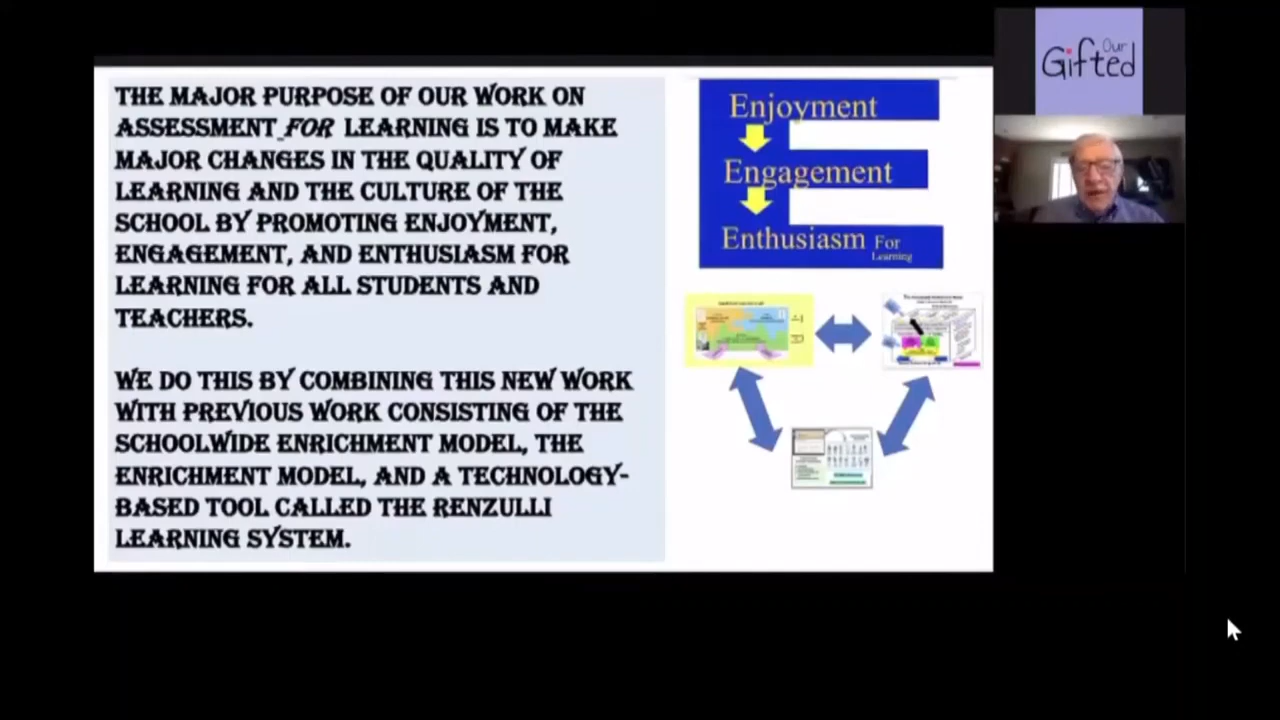 THE MAJOR PURPOSE OF OUR WORK ON
ASSESSMENT FOR LEARNING IS TO MAKE
MAJOR CHANGES IN THE QUALITY OF
LEARNING AND THE CULTURE OF THE
SCHOOL BY PROMOTING ENJOYMENT,
ENGAGEMENT, AND ENTHUSIASM FOR
LEARNING FOR ALL STUDENTS AND
TEACHERS.
WE DO THIS BY COMBINING THIS NEW WORK
WITH PREVIOUS WORK CONSISTING OF THE
SCHOOLWIDE ENRICHMENT MODEL, THE
ENRICHMENT MODEL, AND A TECHNOLOGY-
BASED TOOL CALLED THE RENZULLI
LEARNING SYSTEM.
Enjoyment
Engagement
Enthusiasm For
Learning
Our
Gifted